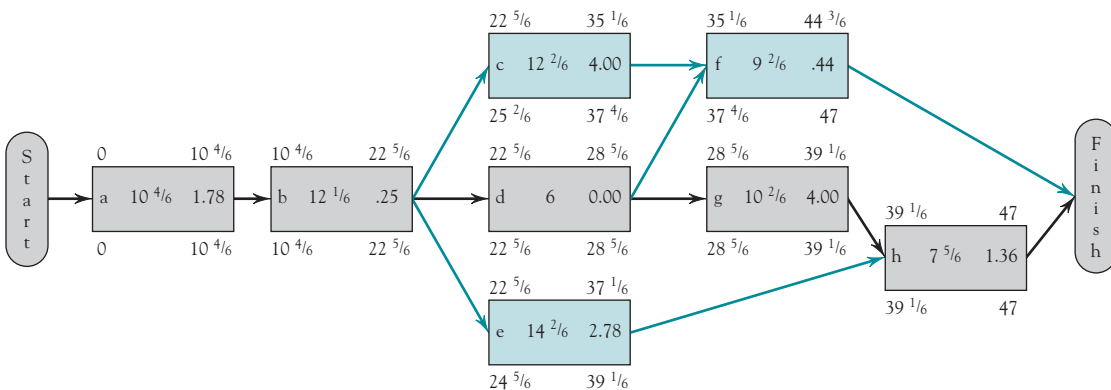 22 5/6 35 1/6
35 1/6 44 3/6
c 12 2/6 4.00
f 9 2/6 .44
25 2/6 37 4/6
37 4/6 47
Start
0 10 4/6
10 4/6 22 5/6
22 5/6 28 5/6
28 5/6 39 1/6
Finish
a 10 4/6 1.78
b 12 1/6 .25
d 6 0.00
g 10 2/6 4.00
0 10 4/6
10 4/6 22 5/6
22 5/6 28 5/6
28 5/6 39 1/6
39 1/6 47
h 7 5/6 1.36
39 1/6 47
22 5/6 37 1/6
e 14 2/6 2.78
24 5/6 39 1/6